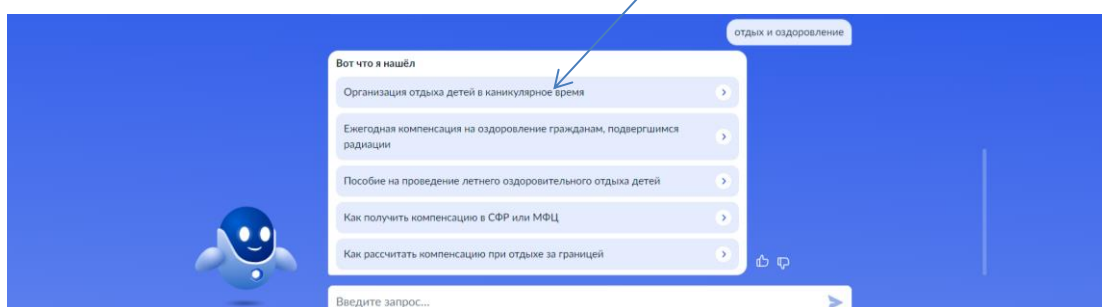 отдых и оздоровление
Вот что я нашёл
Организация отдыха детей в каникулярное время
Ежегодная компенсация на оздоровление гражданам, подвергшимся
радиации
Пособие на проведение летнего оздоровительного отдыха детей
Как получить компенсацию в СФР или МФЦ
Как рассчитать компенсацию при отдыхе за границей
Введите запрос...